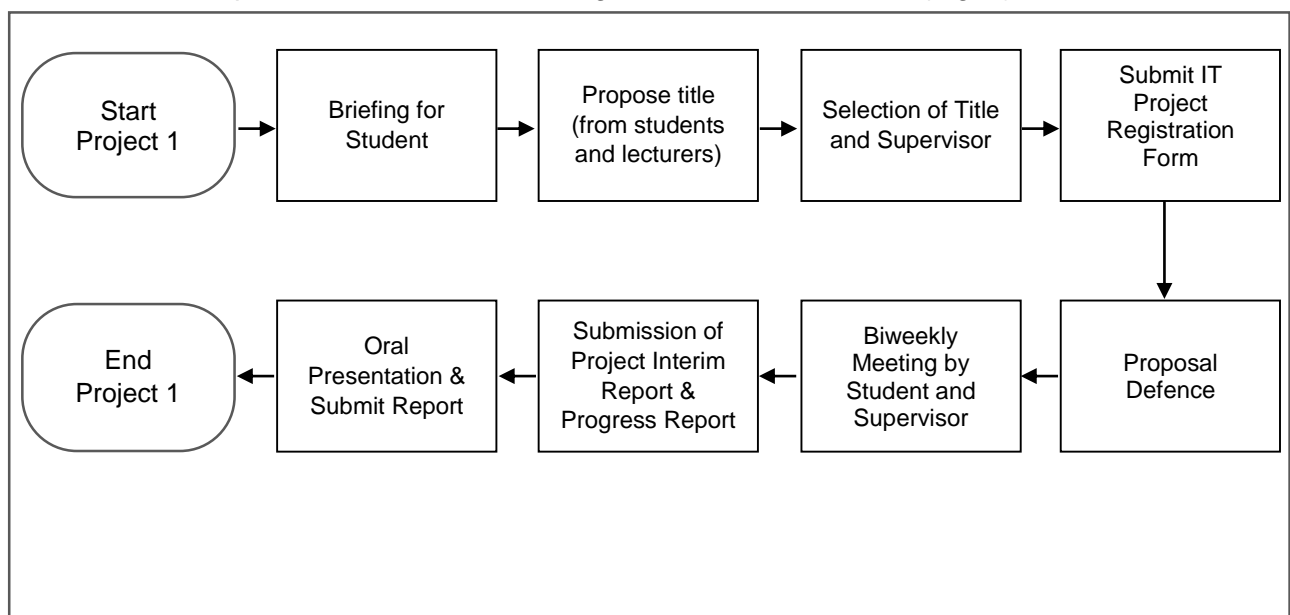 Start
Project 1
Briefing for
Student
Propose title
(from students
and lecturers)
Selection of Title
and Supervisor
Submit IT
Project
Registration
Form
Proposal
Defence
Biweekly
Meeting by
Student and
Supervisor
Submission of
Project Interim
Report &
Progress Report
Oral
Presentation &
Submit Report
End
Project 1